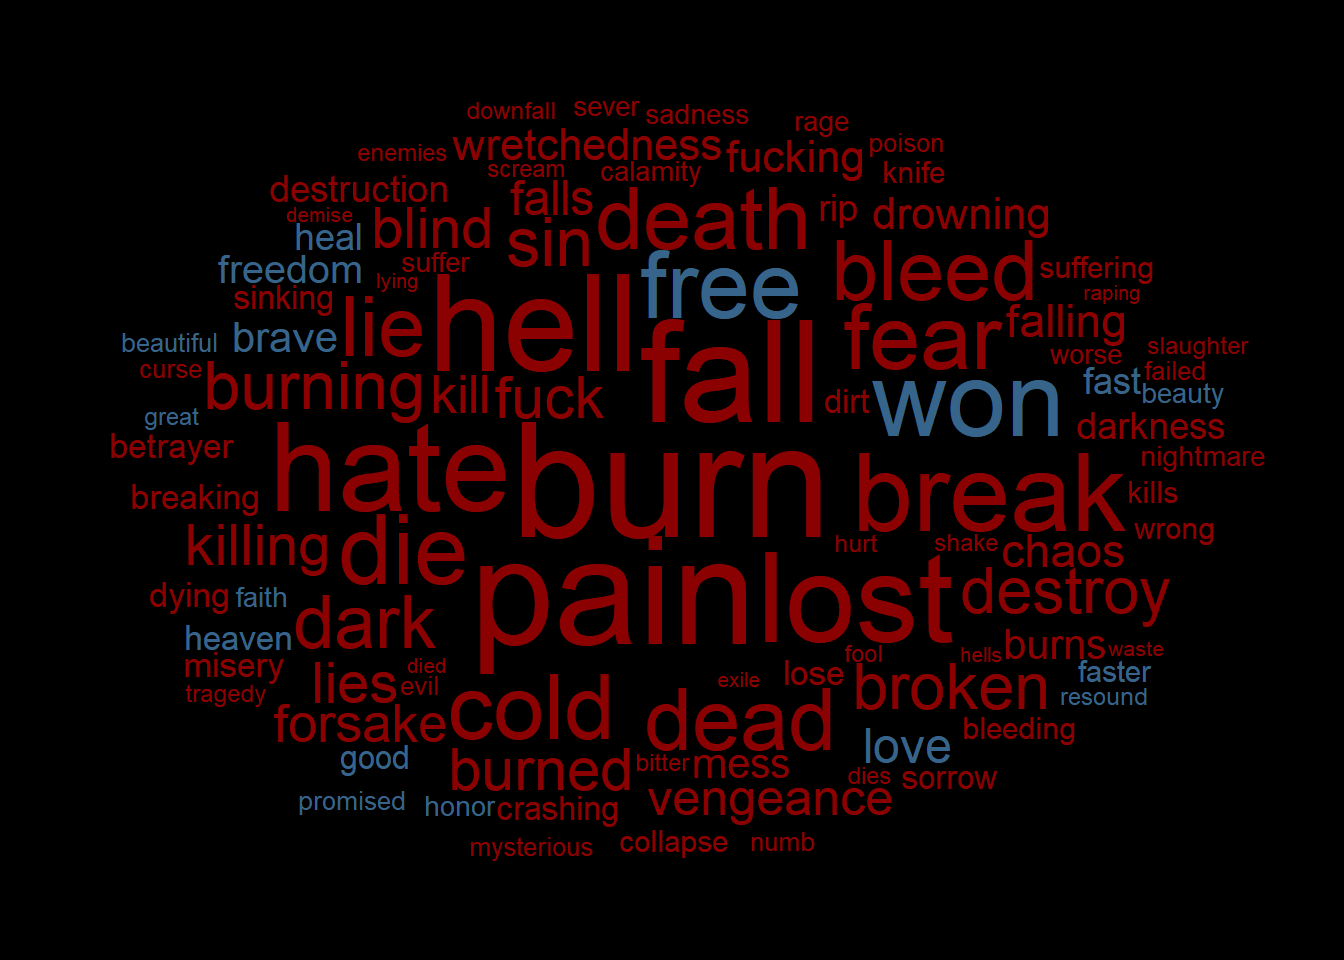 downfall sever sadness rage
enemies wretchedness fucking poison
scream calamity knife
destruction falls death rip drowning
demise heal blind sin
freedom suffer free bleed suffering
sinking lying hell raping
beautiful brave lie fall fear falling slaughter
curse burning kill fuck dirt won worse failed
great fast beauty
betrayer hate burn break darkness
breaking nightmare
killing die hurt shake chaos kills
wrong
dying faith dark pain lost destroy
heaven fool hells burns waste
misery lies died evil exile lose broken faster
tragedy resound
forsake cold dead love bleeding
good burned bitter mess dies sorrow
promised honor crashing vengeance
mysterious collapse numb